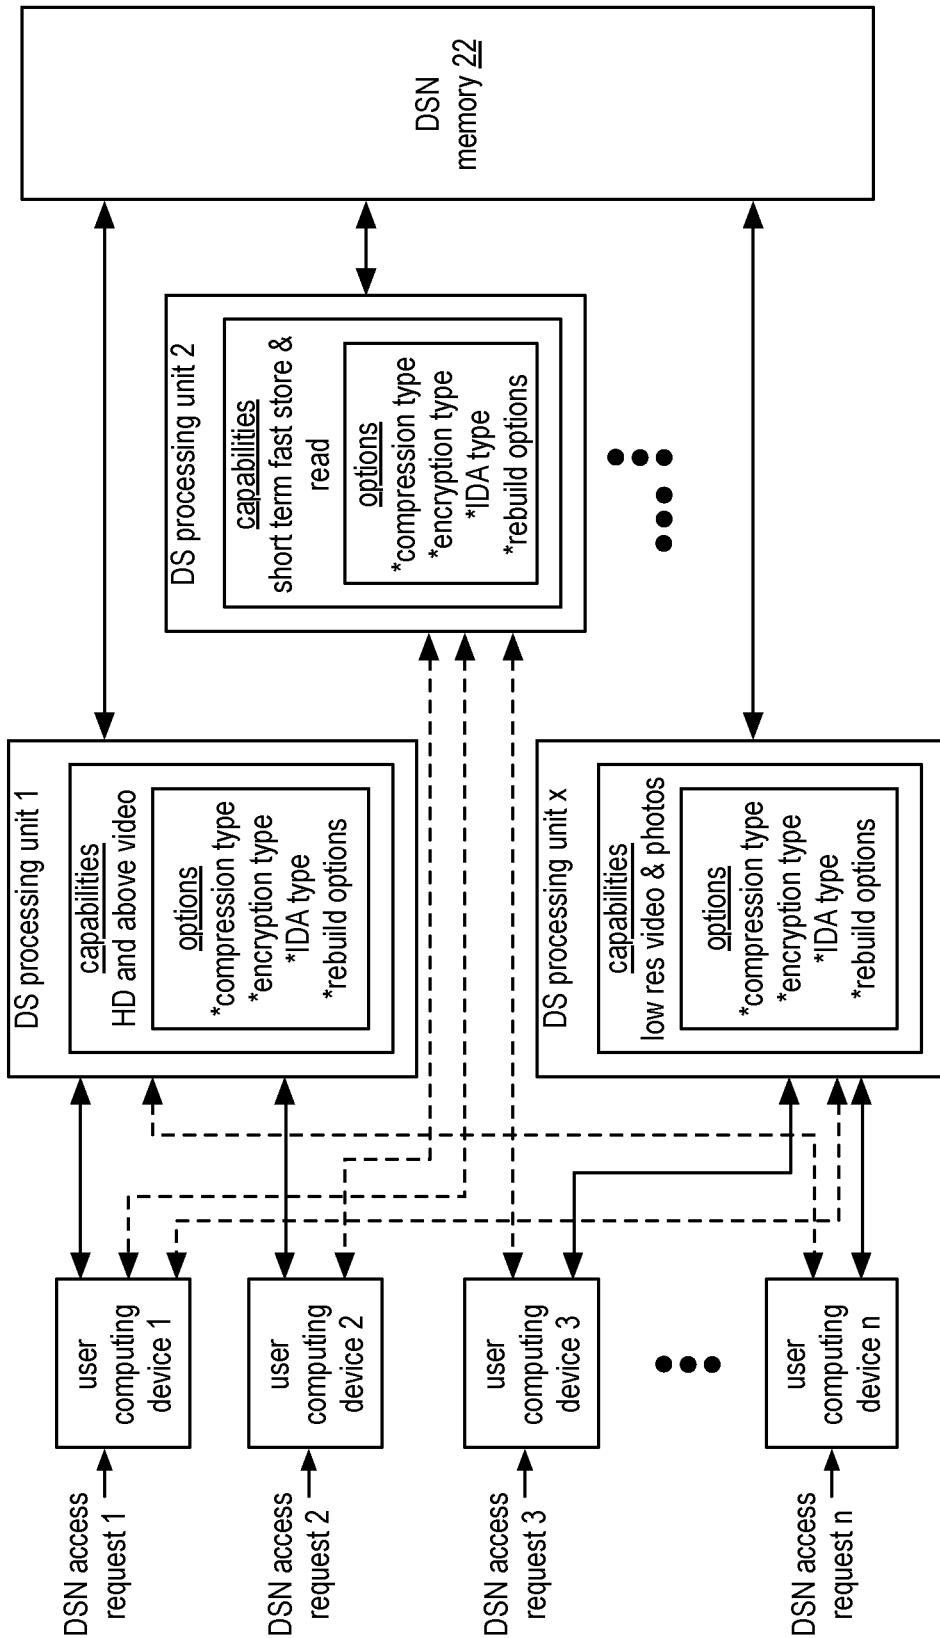 DSN access
request 1
user
computing
device 1
DSN access
request 2
user
computing
device 2
DSN access
request 3
user
computing
device 3
DSN access
request n
user
computing
device n
DS processing unit 1
capabilities
HD and above video
options
*compression type
*encryption type
*IDA type
*rebuild options
DS processing unit 2
capabilities
short term fast store &
read
options
*compression type
*encryption type
*IDA type
*rebuild options
DS processing unit x
capabilities
low res video & photos
options
*compression type
*encryption type
*IDA type
*rebuild options
DSN
memory 22